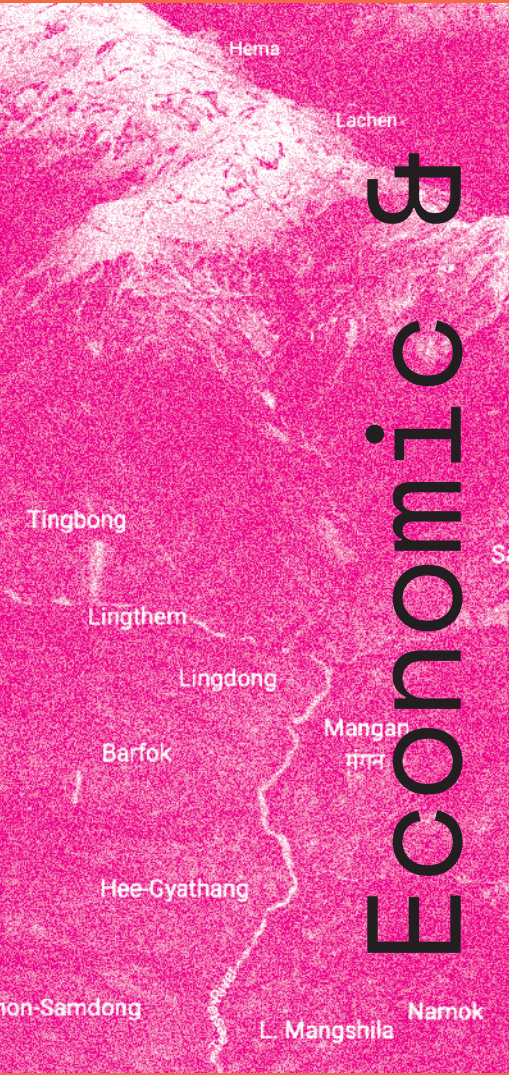 Hema
Lachen
Economic &
Tingbong
Lingthem
Lingdong
Mangan
मंगन
Barfok
Hee-Gyathang
non-Samdong
L. Mangshila
Namok